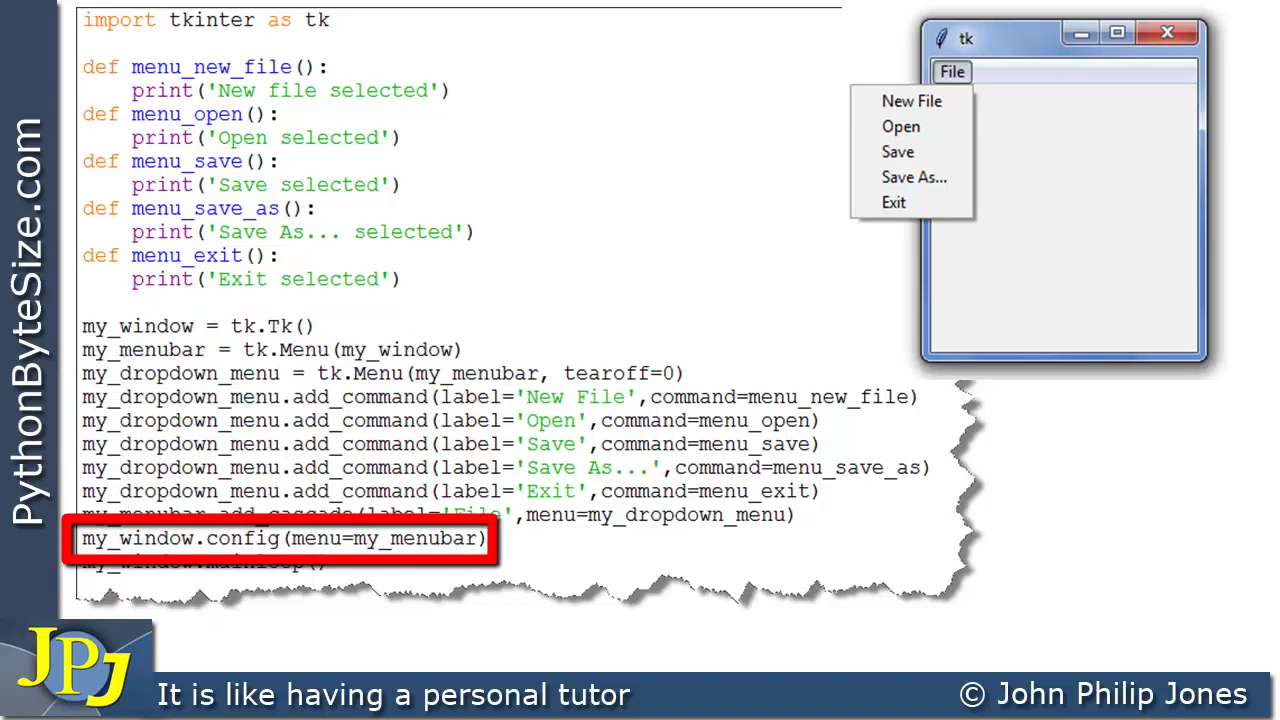 PythonByteSize.com
import tkinter as tk
def menu_new_file():
print('New file selected')
def menu_open():
print('Open selected')
def menu_save():
print('Save selected')
def menu_save_as():
print('Save As... selected')
def menu_exit():
print('Exit selected')
my_window = tk.Tk()
my_menubar = tk.Menu(my_window)
my_dropdown_menu = tk.Menu(my_menubar, tearoff=0)
my_dropdown_menu.add_command(label='New File',command=menu_new_file)
my_dropdown_menu.add_command(label='Open',command=menu_open)
my_dropdown_menu.add_command(label='Save',command=menu_save)
my_dropdown_menu.add_command(label='Save As...',command=menu_save_as)
my_dropdown_menu.add_command(label='Exit',command=menu_exit)
my_menubar.add_cascade(label='File',menu=my_dropdown_menu)
my_window.config(menu=my_menubar)
my_window.mainloop()
tk
File
New File
Open
Save
Save As...
Exit
JPJ
It is like having a personal tutor
© John Philip Jones